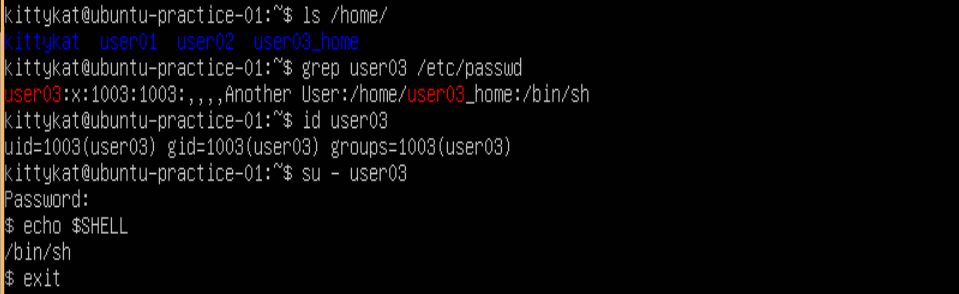 kittykat@ubuntu-practice-01:~$ ls /home/
kittykat  user01  user02  user03_home
kittykat@ubuntu-practice-01:~$ grep user03 /etc/passwd
user03:x:1003:1003:,,,,Another User:/home/user03_home:/bin/sh
kittykat@ubuntu-practice-01:~$ id user03
uid=1003(user03) gid=1003(user03) groups=1003(user03)
kittykat@ubuntu-practice-01:~$ su - user03
Password:
$ echo $SHELL
/bin/sh
$ exit